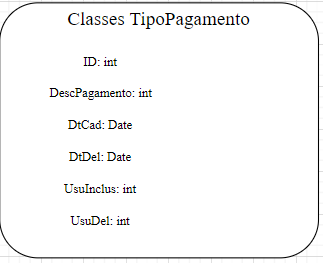 Classes TipoPagamento
ID: int
DescPagamento: int
DtCad: Date
DtDel: Date
UsuInclus: int
UsuDel: int